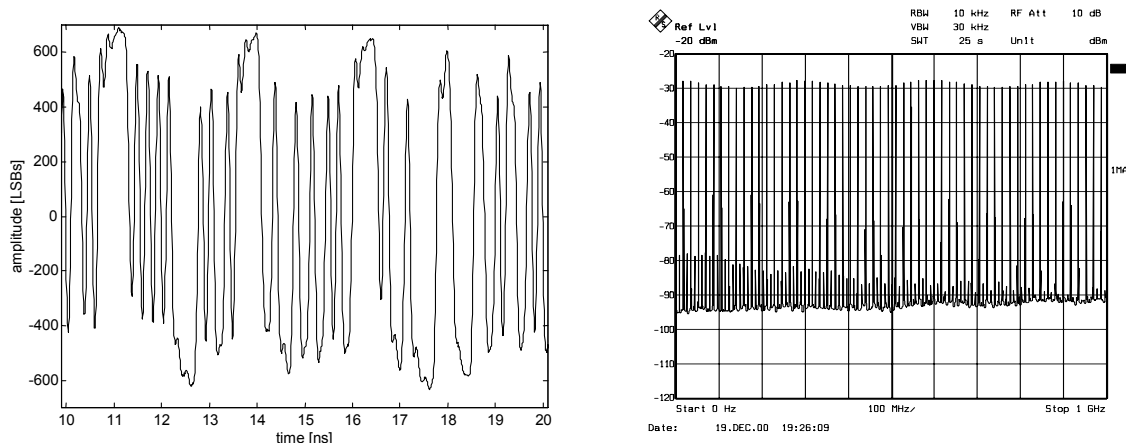 600
400
200
0
-200
-400
-600
amplitude [LSBs]
10 11 12 13 14 15 16 17 18 19 20
time [ns]
RBW 10 kHz RF Att 10 dB
Ref Lvl VBW 30 kHz
-20 dBm SWT 25 s Unit dBm
-20
-30
-40
-50
-60
-70
-80
-90
-100
-110
-120
1MA
Start 0 Hz 100 MHz/ Stop 1 GHz
Date: 19.DEC.00 19:26:09